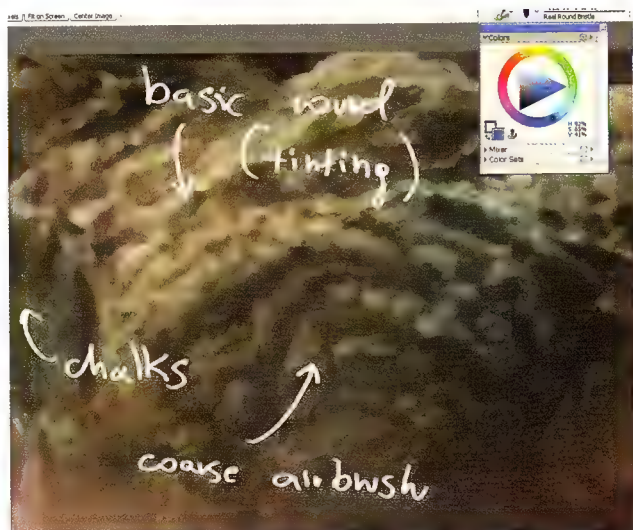 Fit on Screen Center Image
Real Round Bristle
Colors
Mixer
Color Sets
basic round
(tinting)
chalks
coarse airbrush